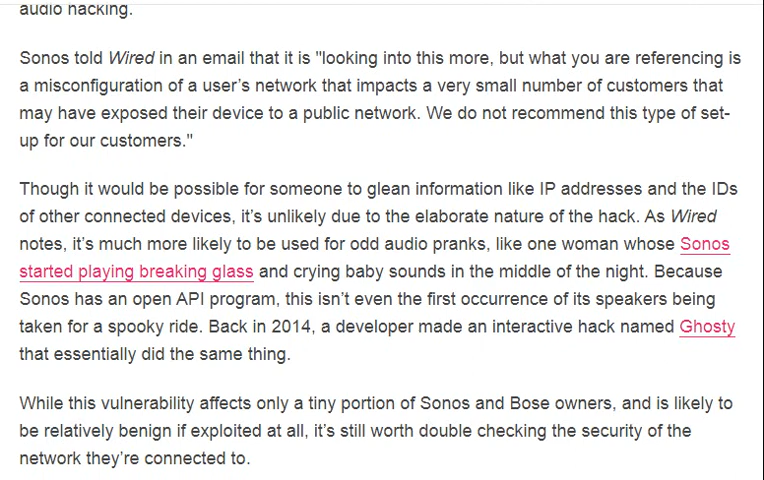 audio hacking.
Sonos told Wired in an email that it is "looking into this more, but what you are referencing is
a misconfiguration of a user's network that impacts a very small number of customers that
may have exposed their device to a public network. We do not recommend this type of set-
up for our customers."
Though it would be possible for someone to glean information like IP addresses and the IDs
of other connected devices, it's unlikely due to the elaborate nature of the hack. As Wired
notes, it's much more likely to be used for odd audio pranks, like one woman whose Sonos
started playing breaking glass and crying baby sounds in the middle of the night. Because
Sonos has an open API program, this isn't even the first occurrence of its speakers being
taken for a spooky ride. Back in 2014, a developer made an interactive hack named Ghosty
that essentially did the same thing.
While this vulnerability affects only a tiny portion of Sonos and Bose owners, and is likely to
be relatively benign if exploited at all, it's still worth double checking the security of the
network they're connected to.